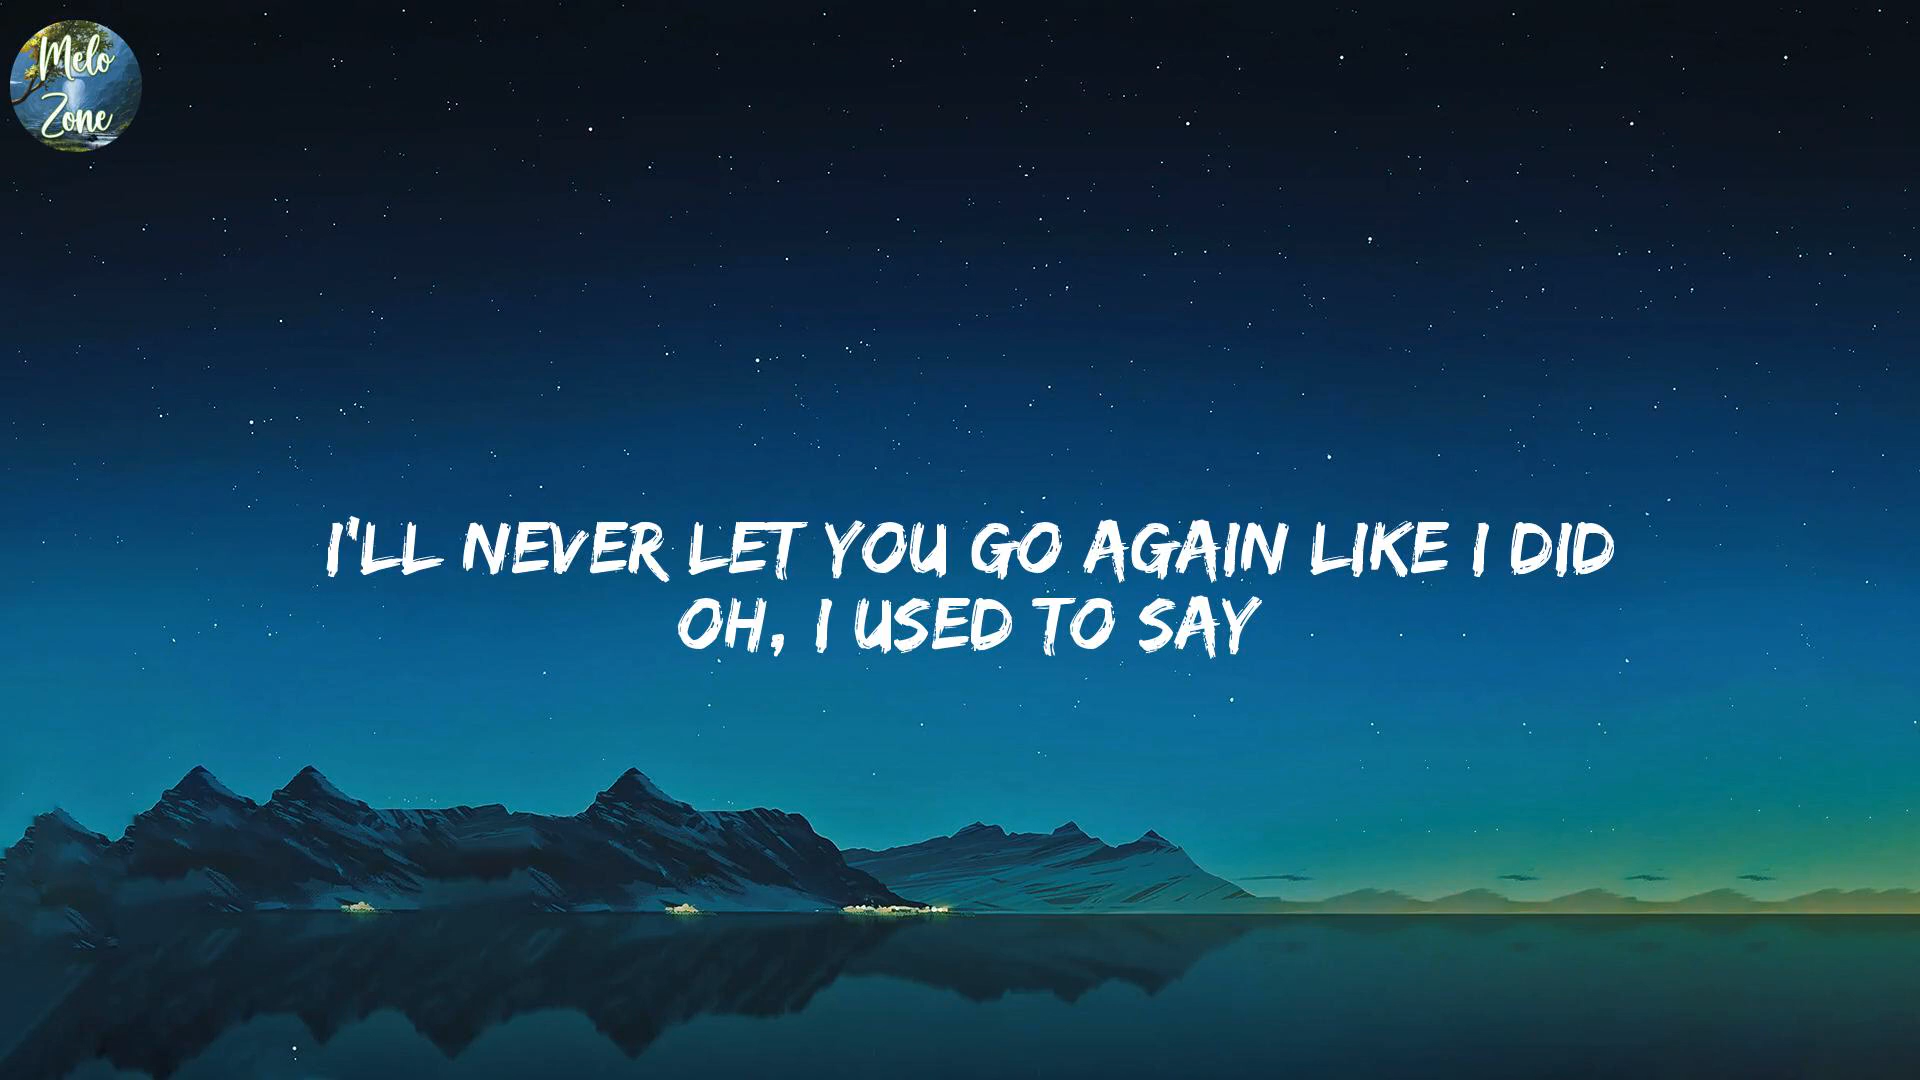 Melo
Zone
I'LL NEVER LET YOU GO AGAIN LIKE I DID
OH, I USED TO SAY